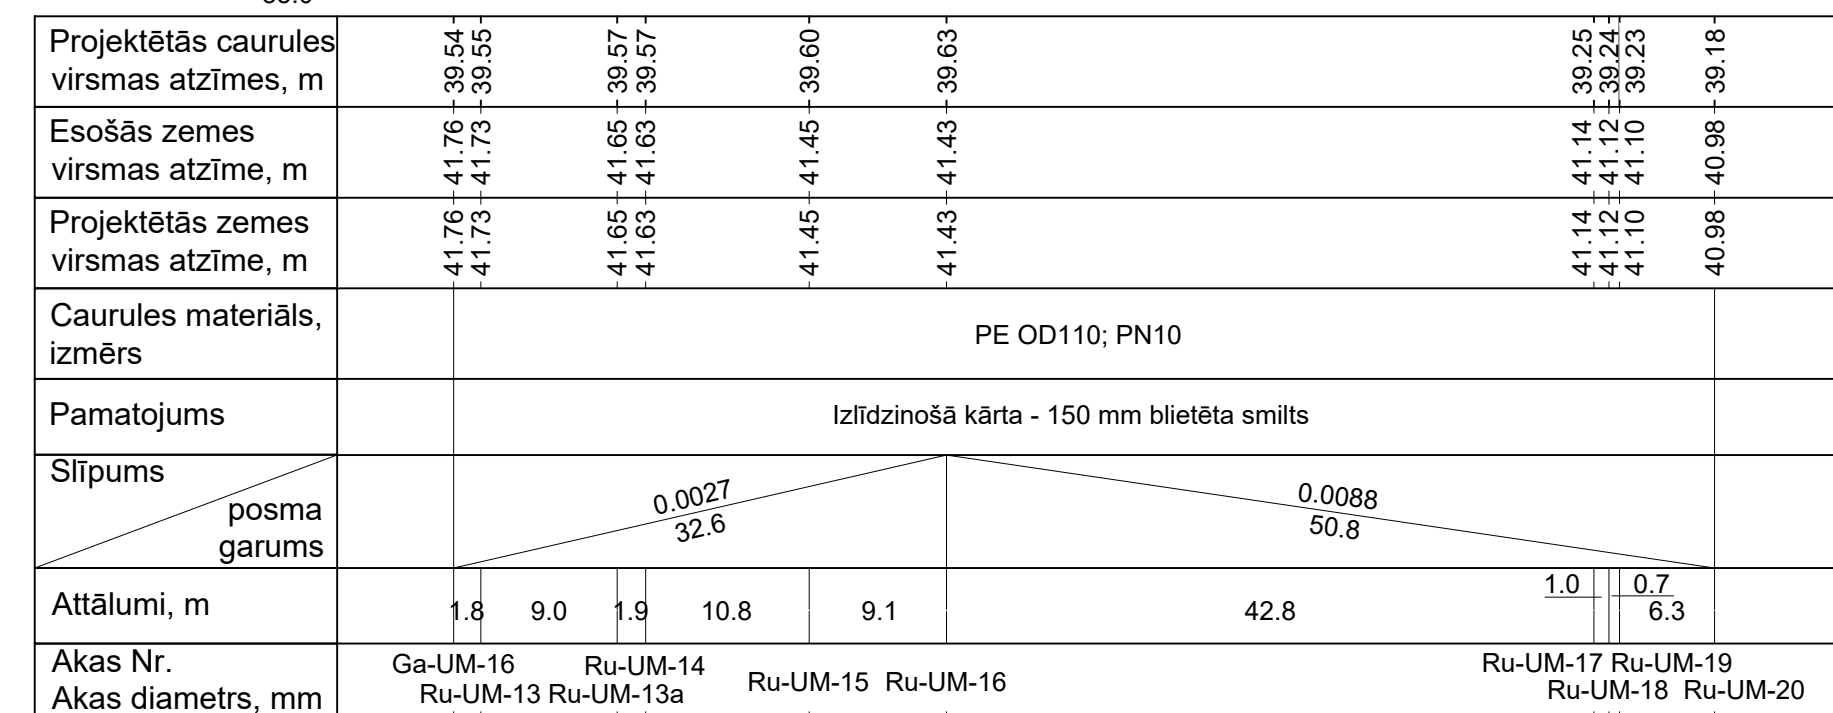 Projektētās caurules
virsmas atzīmes, m
39.54 39.55 39.57 39.57 39.60 39.63 39.25 39.24 39.23 39.18
Esošās zemes
virsmas atzīme, m
41.76 41.73 41.65 41.63 41.45 41.43 41.14 41.12 41.10 40.98
Projektētās zemes
virsmas atzīme, m
41.76 41.73 41.65 41.63 41.45 41.43 41.14 41.12 41.10 40.98
Caurules materiāls,
izmērs
PE OD110; PN10
Pamatojums
Izlīdzinošā kārta - 150 mm blietēta smilts
Slīpums
posma
garums
0.0027
32.6
0.0088
50.8
Attālumi, m
1.8 9.0 1.9 10.8 9.1 42.8 1.0 0.7 6.3
Akas Nr.
Akas diametrs, mm
Ga-UM-16 Ru-UM-14 Ru-UM-17 Ru-UM-19
Ru-UM-13 Ru-UM-13a Ru-UM-15 Ru-UM-16 Ru-UM-18 Ru-UM-20